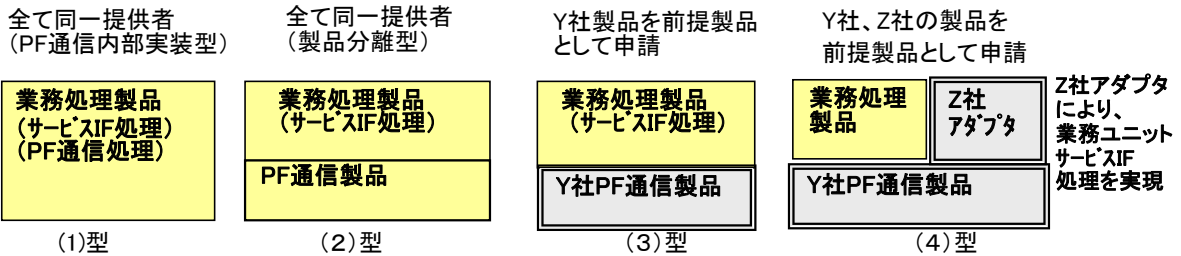 全て同一提供者
（PF通信内部実装型）
業務処理製品
（サービスIF処理）
（PF通信処理）
(1)型
全て同一提供者
（製品分離型）
業務処理製品
（サービスIF処理）
PF通信製品
（２）型
Y社製品を前提製品
として申請
業務処理製品
（サービスIF処理）
Y社PF通信製品
（３）型
Y社、Z社の製品を
前提製品として申請
業務処理
製品
Z社
アダプタ
Y社PF通信製品
Z社アダプタ
により、
業務ユニット
サービスIF
処理を実現
（４）型